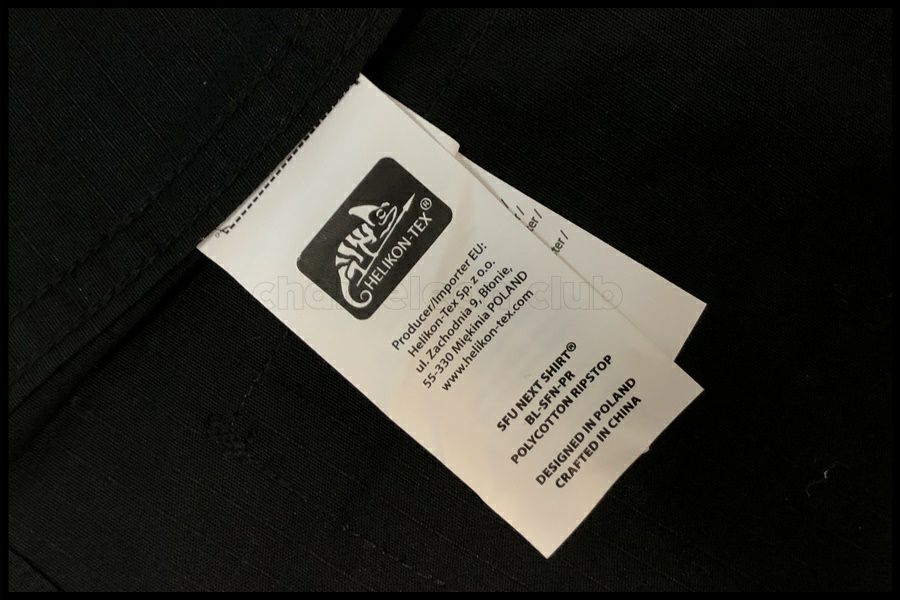 HELIKON-TEX®
Producer/Importer EU:
Helikon-Tex Sp. z o.o.
ul. Zachodnia 9, Błonie,
55-330 Miękinia POLAND
www.helikon-tex.com
SFU NEXT SHIRT®
BL-SFN-PR
POLYCOTTON RIPSTOP
DESIGNED IN POLAND
CRAFTED IN CHINA